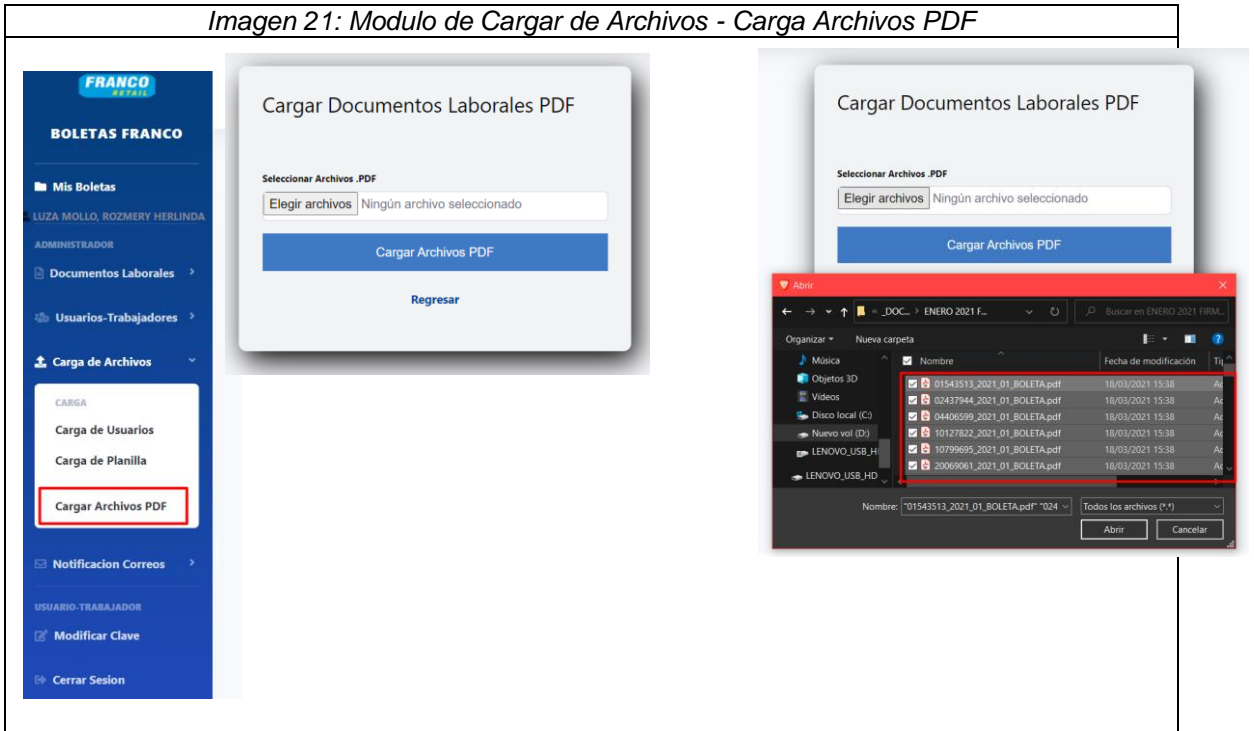 Imagen 21: Modulo de Cargar de Archivos - Carga Archivos PDF
FRANCO
RETAIL
BOLETAS FRANCO
Mis Boletas
LUZA MOLLO, ROZMERY HERLINDA
ADMINISTRADOR
Documentos Laborales
Usuarios-Trabajadores
Carga de Archivos
CARGA
Carga de Usuarios
Carga de Planilla
Cargar Archivos PDF
Notificacion Correos
USUARIO-TRABAJADOR
Modificar Clave
Cerrar Sesion
Cargar Documentos Laborales PDF
Seleccionar Archivos .PDF
Elegir archivos Ningún archivo seleccionado
Cargar Archivos PDF
Regresar
Cargar Documentos Laborales PDF
Seleccionar Archivos .PDF
Elegir archivos Ningún archivo seleccionado
Cargar Archivos PDF
Abrir
« _DOC... > ENERO 2021 F... Buscar en ENERO 2021 FIRM...
Organizar Nueva carpeta
Música
Objetos 3D
Vídeos
Disco local (C:)
Nuevo vol (D:)
LENOVO_USB_H
LENOVO_USB_HD
Nombre Fecha de modificación Ti
01543513_2021_01_BOLETA.pdf 18/03/2021 15:38 Ac
02437944_2021_01_BOLETA.pdf 18/03/2021 15:38 Ac
04406599_2021_01_BOLETA.pdf 18/03/2021 15:38 Ac
10127822_2021_01_BOLETA.pdf 18/03/2021 15:38 Ac
10799695_2021_01_BOLETA.pdf 18/03/2021 15:38 Ac
20069061_2021_01_BOLETA.pdf 18/03/2021 15:38 Ac
Nombre: "01543513_2021_01_BOLETA.pdf" "024 Todos los archivos (*.*)
Abrir Cancelar